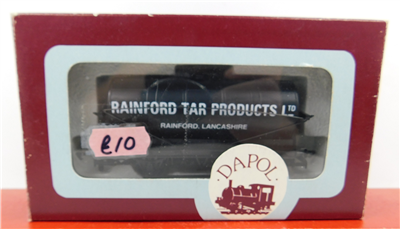 RAINFORD TAR PRODUCTS LTD
RAINFORD, LANCASHIRE
£10
DAPOL